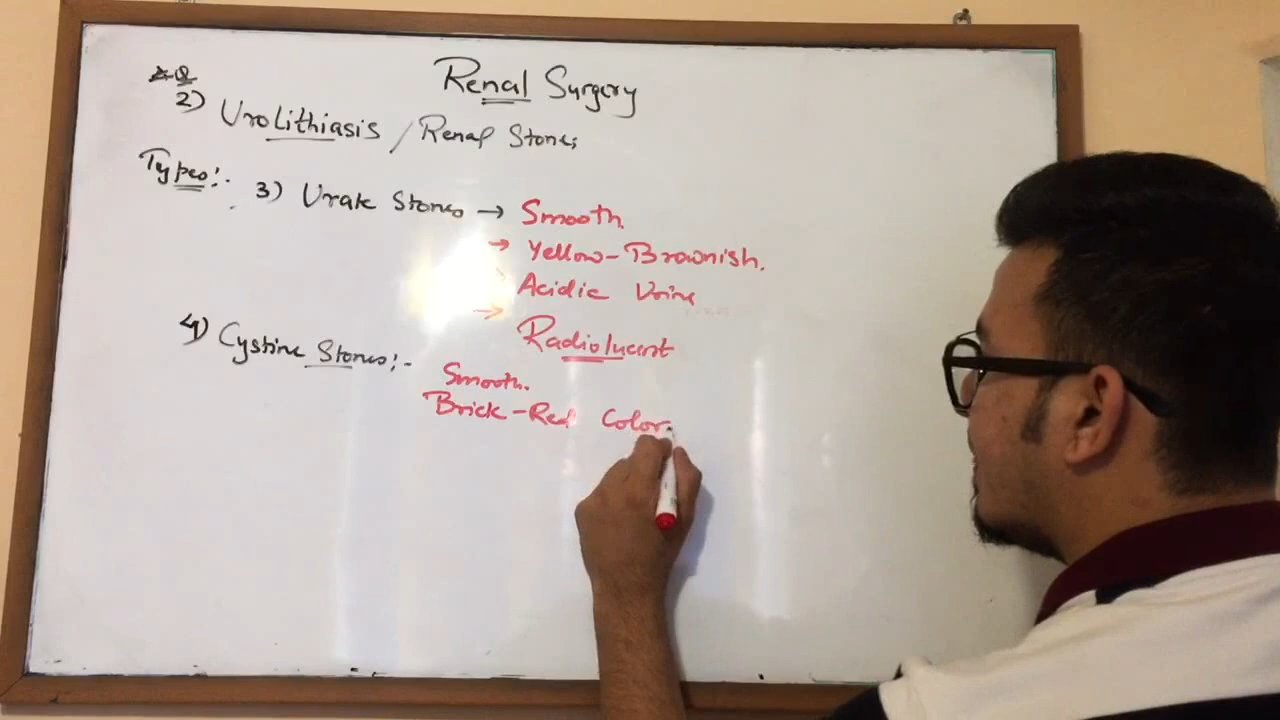 Renal Surgery
Q
2) Urolithiasis / Renal Stones
Types:-
3) Urate Stones → Smooth.
→ Yellow-Brownish.
Acidic Urine
→ Radiolucent
4) Cystine Stones:-
Smooth.
Brick-Red Color.